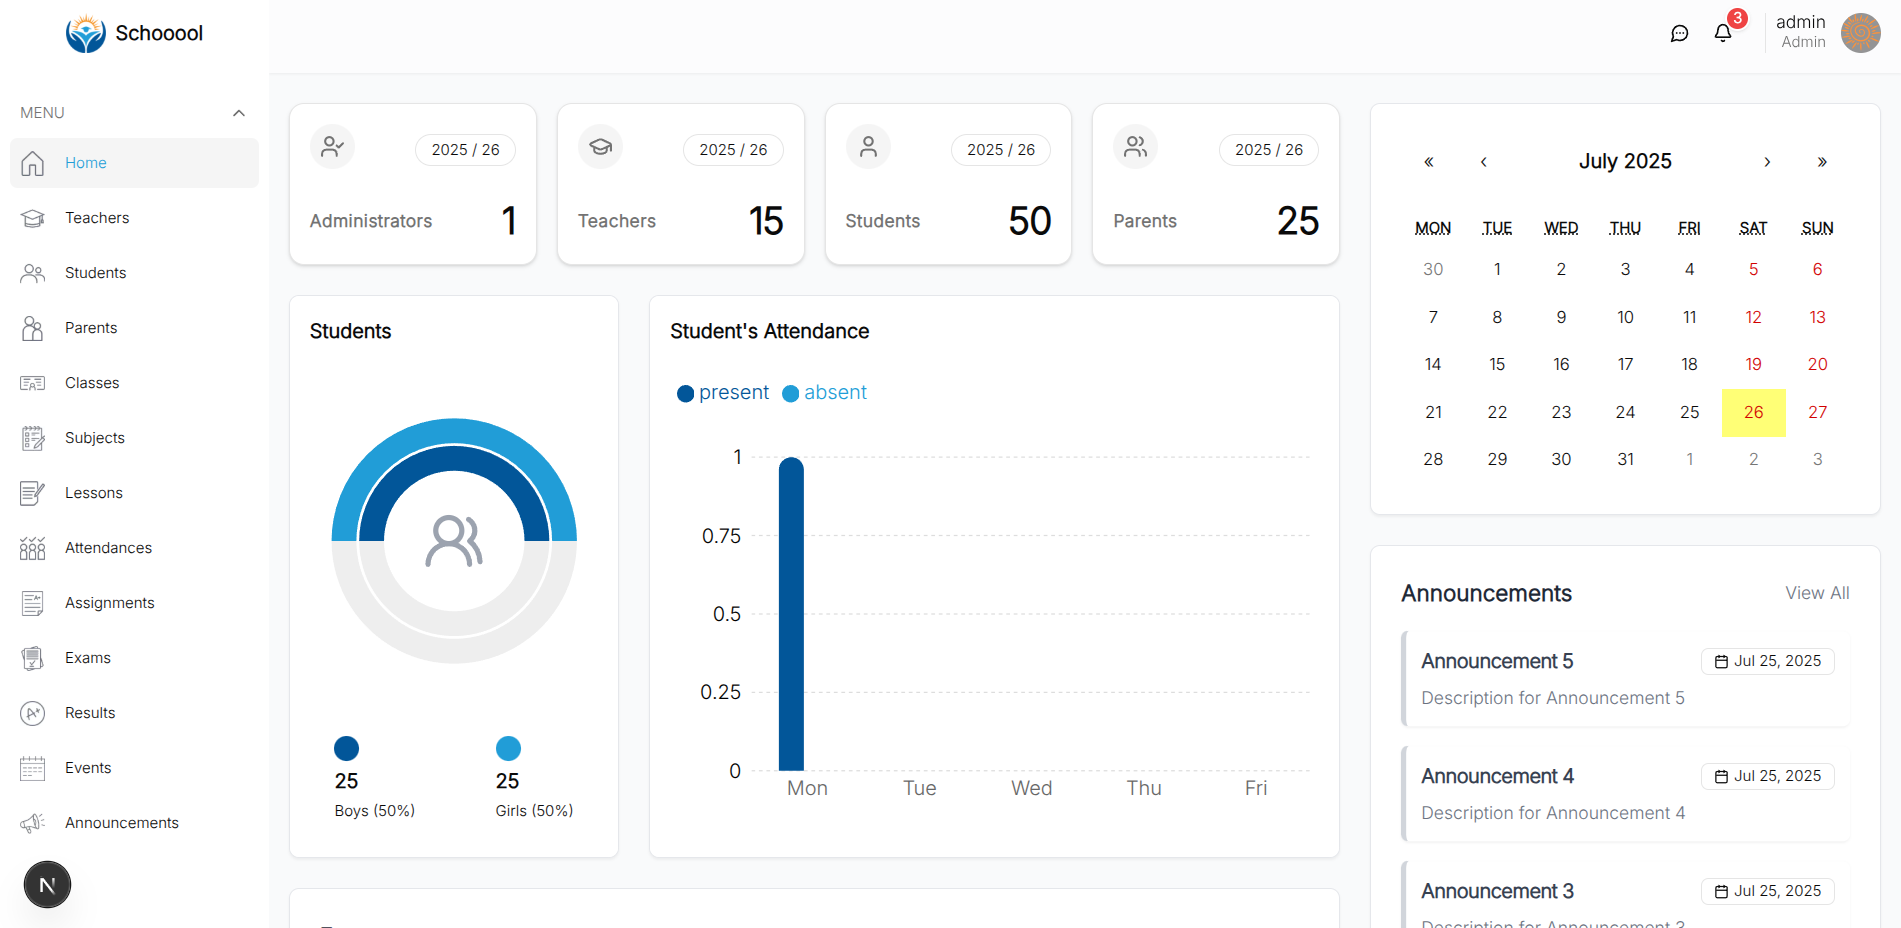 Schooool
3
admin
Admin
MENU
Home
Teachers
Students
Parents
Classes
Subjects
Lessons
Attendances
Assignments
Exams
Results
Events
Announcements
N
2025 / 26
Administrators 1
2025 / 26
Teachers 15
2025 / 26
Students 50
2025 / 26
Parents 25
Students
25
Boys (50%)
25
Girls (50%)
Student's Attendance
present absent
1
0.75
0.5
0.25
0
Mon Tue Wed Thu Fri
« ‹ July 2025 › »
MON TUE WED THU FRI SAT SUN
30 1 2 3 4 5 6
7 8 9 10 11 12 13
14 15 16 17 18 19 20
21 22 23 24 25 26 27
28 29 30 31 1 2 3
Announcements View All
Announcement 5 Jul 25, 2025
Description for Announcement 5
Announcement 4 Jul 25, 2025
Description for Announcement 4
Announcement 3 Jul 25, 2025
Description for Announcement 3